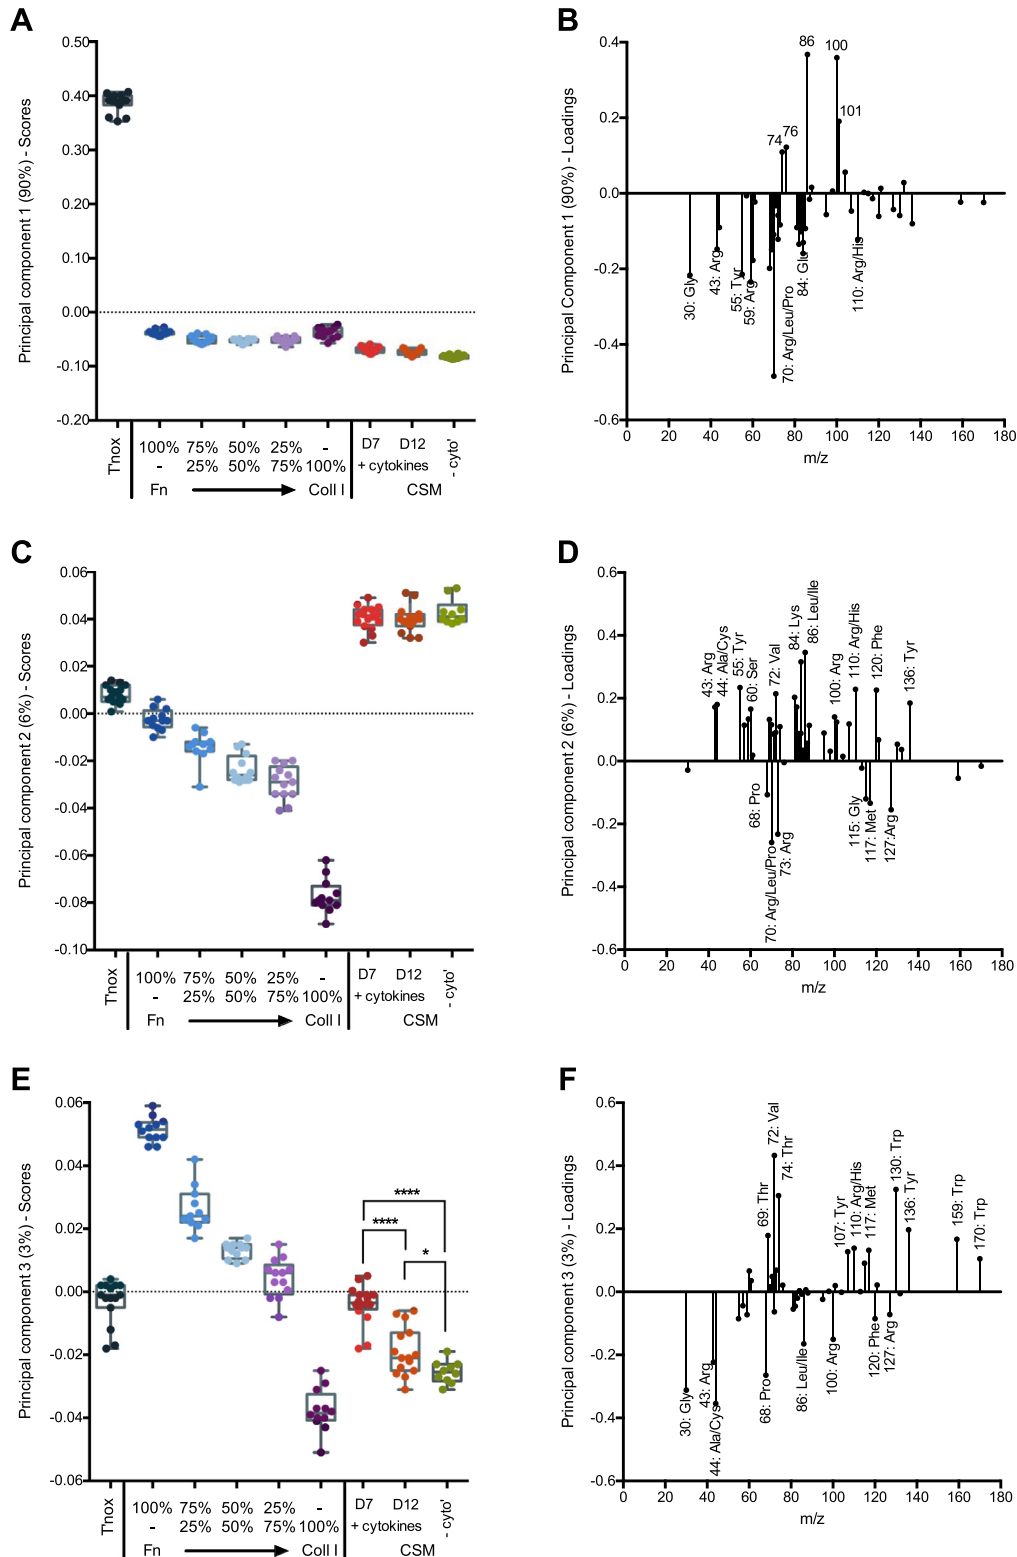 A
Principal component 1 (90%) - Scores
0.50
0.40
0.30
0.20
0.10
0.00
-0.10
-0.20
T'nox
100% 75% 50% 25% -
- 25% 50% 75% 100%
Fn Coll I
D7 D12 - cyto'
+ cytokines
CSM
B
Principal Component 1 (90%) - Loadings
0.4
0.2
0.0
-0.2
-0.4
-0.6
86
100
101
74 76
30: Gly
43: Arg
55: Tyr
59: Arg
70: Arg/Leu/Pro
84: Glu
110: Arg/His
0 20 40 60 80 100 120 140 160 180
m/z
C
Principal component 2 (6%) - Scores
0.06
0.04
0.02
0.00
-0.02
-0.04
-0.06
-0.08
-0.10
T'nox
100% 75% 50% 25% -
- 25% 50% 75% 100%
Fn Coll I
D7 D12 - cyto'
+ cytokines
CSM
D
Principal component 2 (6%) - Loadings
0.6
0.4
0.2
0.0
-0.2
-0.4
-0.6
43: Arg
44: Ala/Cys
55: Tyr
60: Ser
72: Val
84: Lys
86: Leu/Ile
100: Arg
110: Arg/His
120: Phe
136: Tyr
68: Pro
70: Arg/Leu/Pro
73: Arg
115: Gly
117: Met
127:Arg
0 20 40 60 80 100 120 140 160 180
m/z
E
Principal component 3 (3%) - Scores
0.06
0.04
0.02
0.00
-0.02
-0.04
-0.06
****
****
*
T'nox
100% 75% 50% 25% -
- 25% 50% 75% 100%
Fn Coll I
D7 D12 - cyto'
+ cytokines
CSM
F
Principal component 3 (3%) - Loadings
0.6
0.4
0.2
0.0
-0.2
-0.4
-0.6
69: Thr
72: Val
74: Thr
107: Tyr
110: Arg/His
117: Met
130: Trp
136: Tyr
159: Trp
170: Trp
30: Gly
43: Arg
44: Ala/Cys
68: Pro
86: Leu/Ile
100: Arg
120: Phe
127: Arg
0 20 40 60 80 100 120 140 160 180
m/z